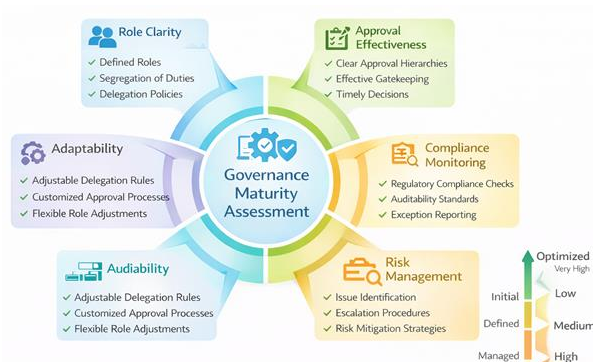 Role Clarity
✓ Defined Roles
✓ Segregation of Duties
✓ Delegation Policies
Approval
Effectiveness
✓ Clear Approval Hierarchies
✓ Effective Gatekeeping
✓ Timely Decisions
Adaptability
✓ Adjustable Delegation Rules
✓ Customized Approval Processes
✓ Flexible Role Adjustments
Governance
Maturity
Assessment
Compliance
Monitoring
✓ Regulatory Compliance Checks
✓ Auditability Standards
✓ Exception Reporting
Audiability
✓ Adjustable Delegation Rules
✓ Customized Approval Processes
✓ Flexible Role Adjustments
Risk
Management
✓ Issue Identification
✓ Escalation Procedures
✓ Risk Mitigation Strategies
Optimized
Very High
Initial
Low
Defined
Medium
Managed
High